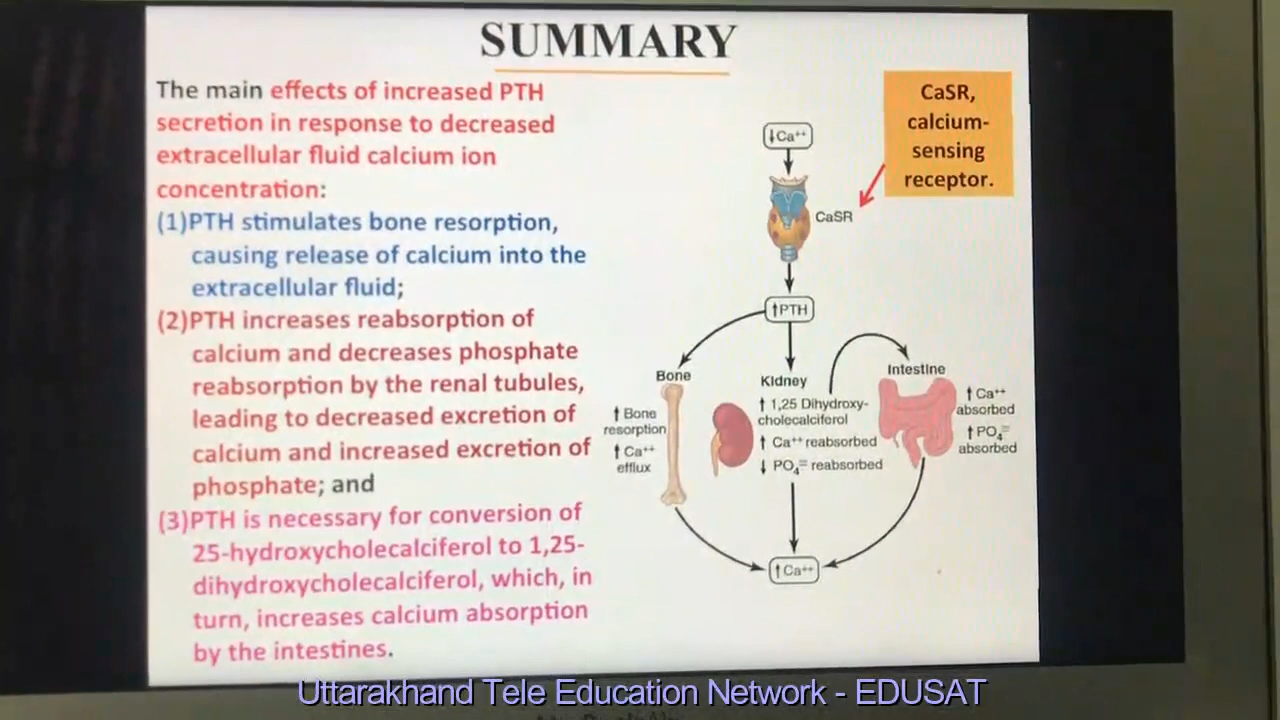 SUMMARY
The main effects of increased PTH
secretion in response to decreased
extracellular fluid calcium ion
concentration:
(1)PTH stimulates bone resorption,
causing release of calcium into the
extracellular fluid;
(2)PTH increases reabsorption of
calcium and decreases phosphate
reabsorption by the renal tubules,
leading to decreased excretion of
calcium and increased excretion of
phosphate; and
(3)PTH is necessary for conversion of
25-hydroxycholecalciferol to 1,25-
dihydroxycholecalciferol, which, in
turn, increases calcium absorption
by the intestines.
CaSR,
calcium-
sensing
receptor.
↓Ca++
CaSR
↑PTH
Bone
↑ Bone
resorption
↑ Ca++
efflux
Kidney
↑ 1,25 Dihydroxy-
cholecalciferol
↑ Ca++ reabsorbed
↓ PO4= reabsorbed
Intestine
↑ Ca++
absorbed
↑ PO4=
absorbed
↑Ca++
Uttarakhand Tele Education Network - EDUSAT